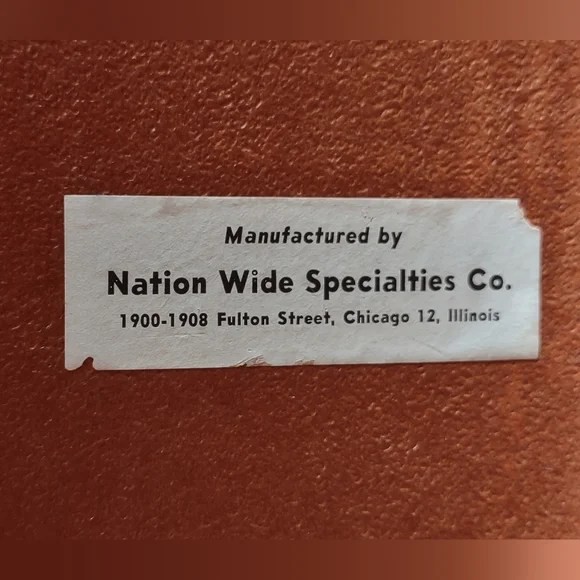 Manufactured by
Nation Wide Specialties Co.
1900-1908 Fulton Street, Chicago 12, Illinois